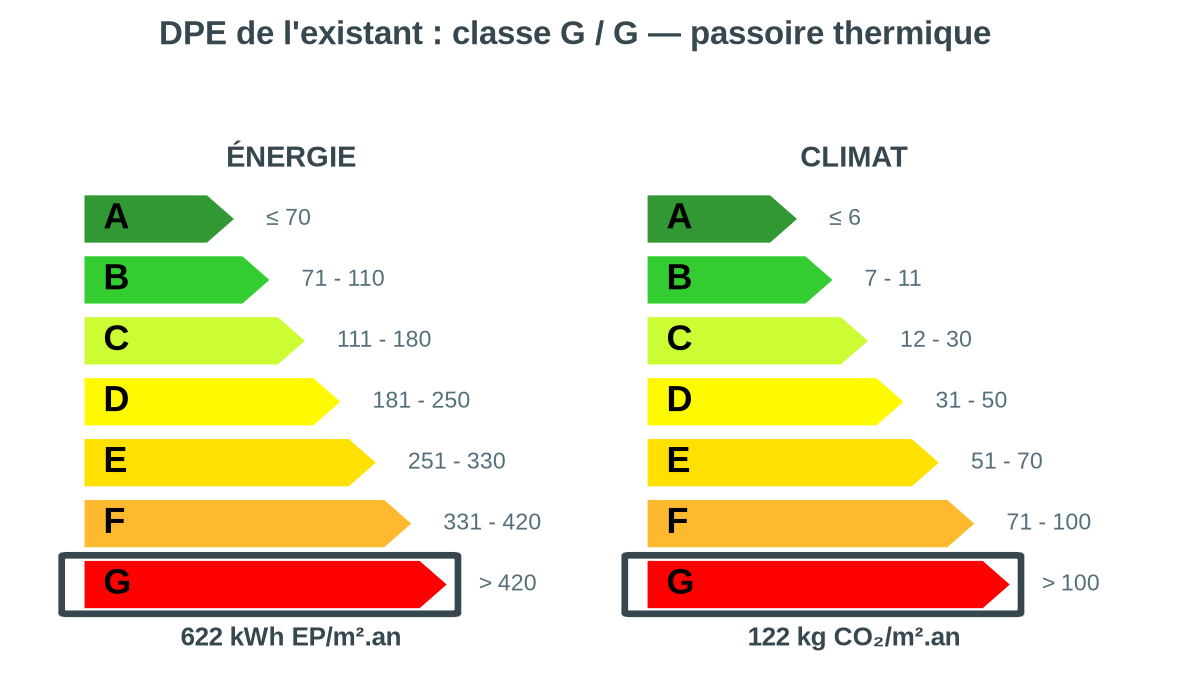 DPE de l'existant : classe G / G — passoire thermique
ÉNERGIE
A ≤ 70
B 71 - 110
C 111 - 180
D 181 - 250
E 251 - 330
F 331 - 420
G > 420
622 kWh EP/m².an
CLIMAT
A ≤ 6
B 7 - 11
C 12 - 30
D 31 - 50
E 51 - 70
F 71 - 100
G > 100
122 kg CO₂/m².an